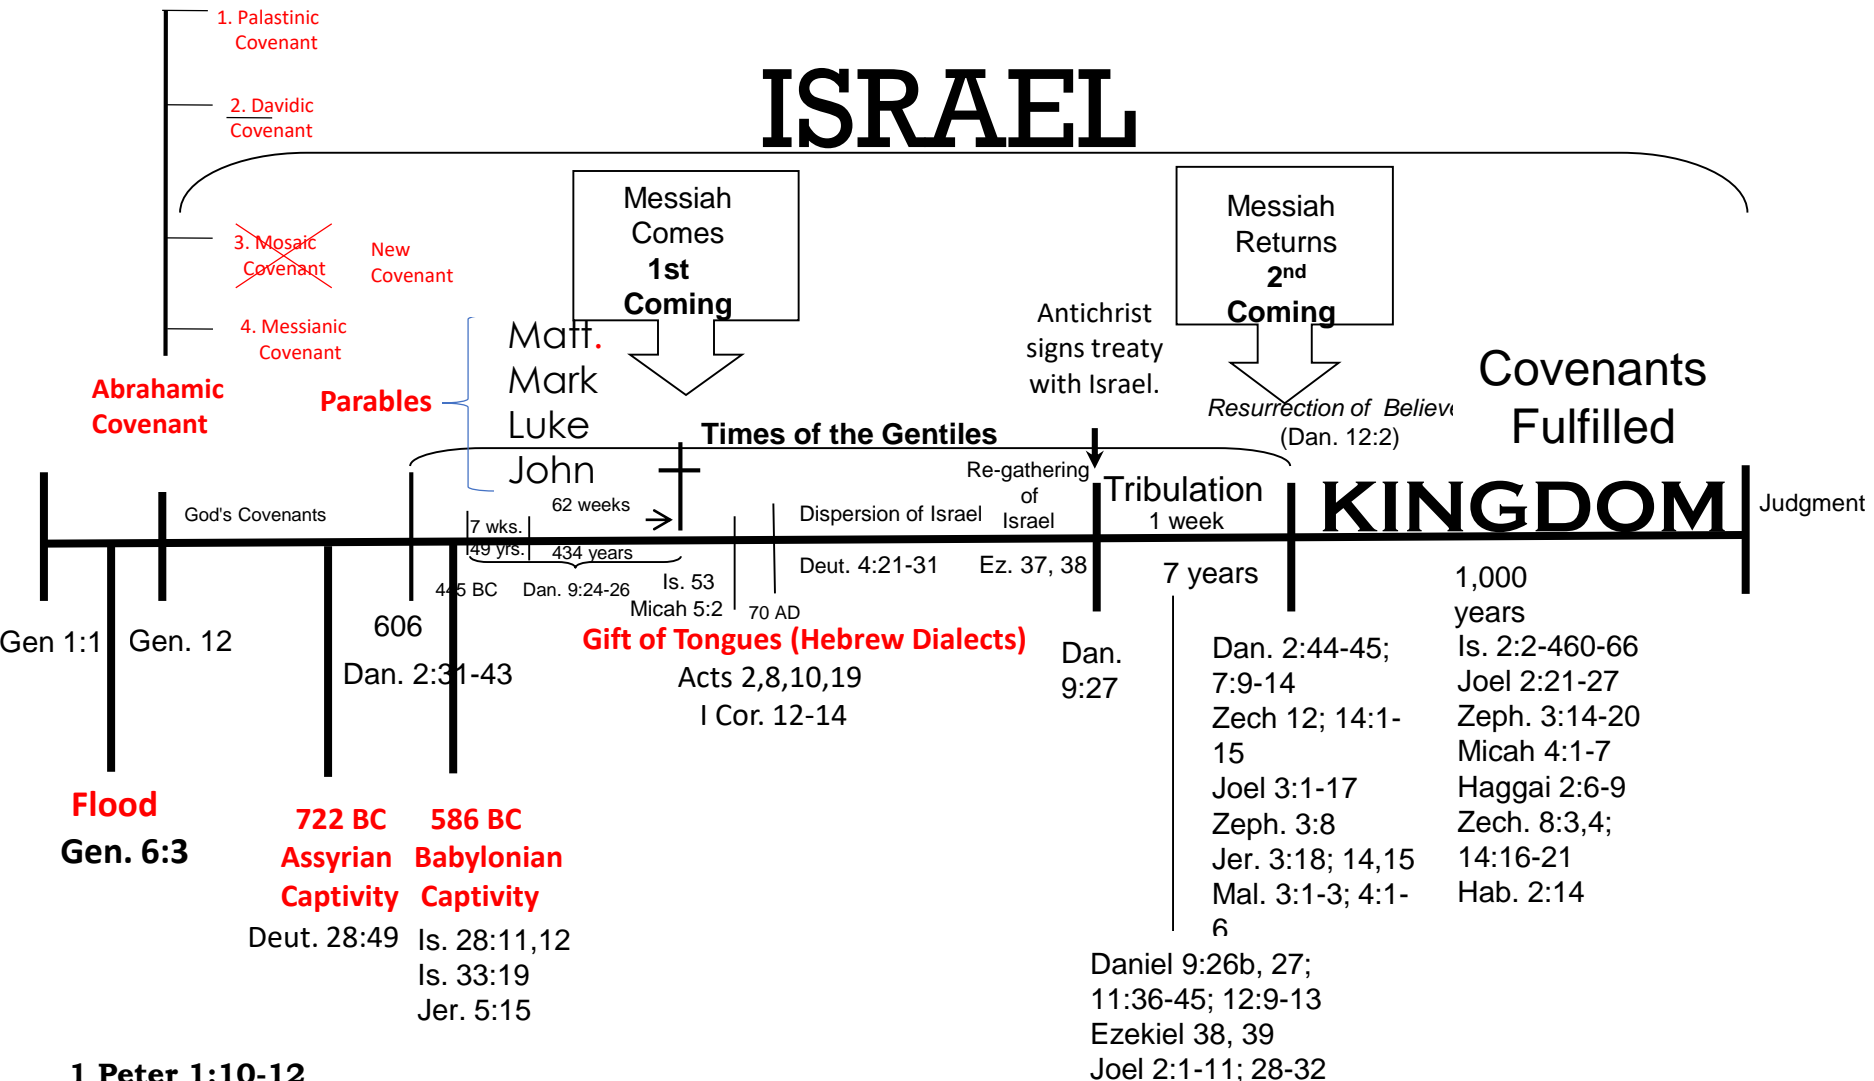 1. Palastinic
Covenant
ISRAEL
2. Davidic
Covenant
3. Mosaic
Covenant
New
Covenant
4. Messianic
Covenant
Abrahamic
Covenant
Messiah
Comes
1st
Coming
Messiah
Returns
2nd
Coming
Parables
Matt.
Mark
Luke
John
Antichrist
signs treaty
with Israel.
Resurrection of Believe
(Dan. 12:2)
Covenants
Fulfilled
Times of the Gentiles
God's Covenants
7 wks.
49 yrs.
62 weeks
434 years
Dispersion of Israel
Re-gathering
of
Israel
Tribulation
1 week
KINGDOM
Judgment
Gen 1:1
Gen. 12
606
Dan. 2:31-43
445 BC
Dan. 9:24-26
Is. 53
Micah 5:2
70 AD
Deut. 4:21-31
Ez. 37, 38
7 years
1,000
years
Gift of Tongues (Hebrew Dialects)
Acts 2,8,10,19
I Cor. 12-14
Dan.
9:27
Dan. 2:44-45;
7:9-14
Zech 12; 14:1-
15
Joel 3:1-17
Zeph. 3:8
Jer. 3:18; 14,15
Mal. 3:1-3; 4:1-
6
Is. 2:2-460-66
Joel 2:21-27
Zeph. 3:14-20
Micah 4:1-7
Haggai 2:6-9
Zech. 8:3,4;
14:16-21
Hab. 2:14
Flood
Gen. 6:3
722 BC
Assyrian
Captivity
Deut. 28:49
586 BC
Babylonian
Captivity
Is. 28:11,12
Is. 33:19
Jer. 5:15
Daniel 9:26b, 27;
11:36-45; 12:9-13
Ezekiel 38, 39
Joel 2:1-11; 28-32
1 Peter 1:10-12